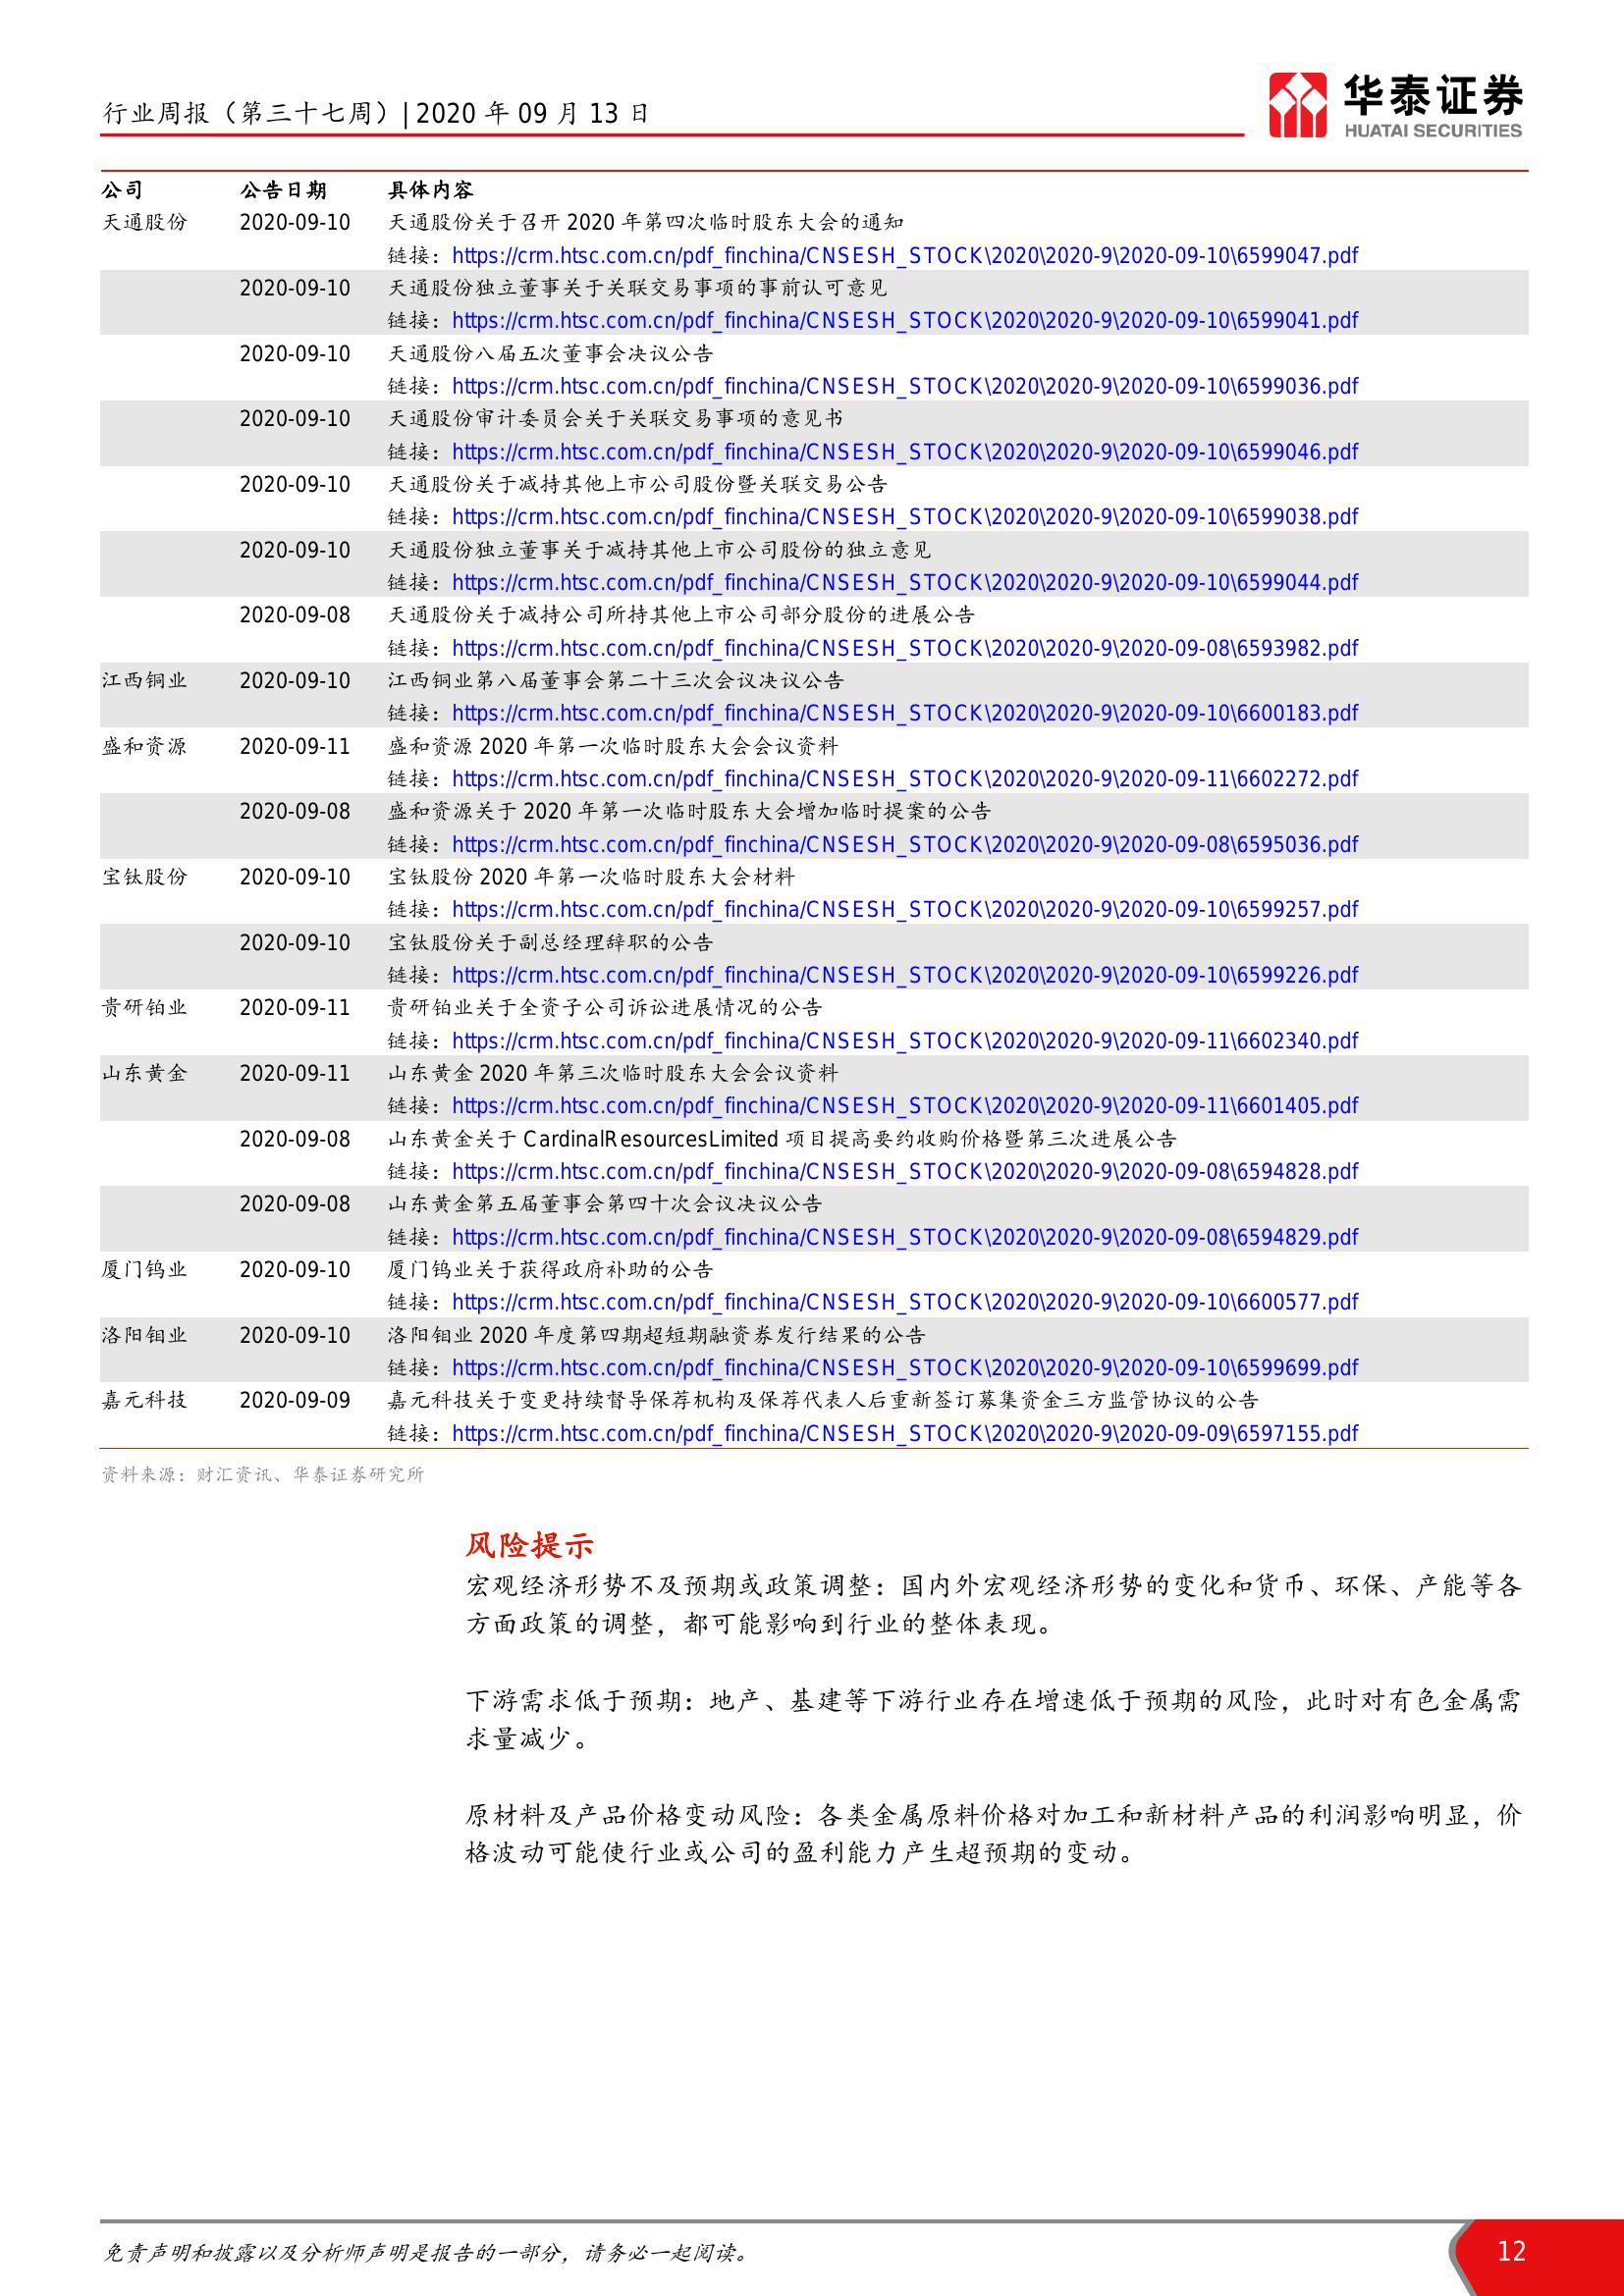 行业周报（第三十七周）| 2020 年 09 月 13 日
华泰证券
HUATAI SECURITIES
公司 公告日期 具体内容
天通股份 2020-09-10 天通股份关于召开 2020 年第四次临时股东大会的通知
链接：https://crm.htsc.com.cn/pdf_finchina/CNSESH_STOCK\2020\2020-9\2020-09-10\6599047.pdf
2020-09-10 天通股份独立董事关于关联交易事项的事前认可意见
链接：https://crm.htsc.com.cn/pdf_finchina/CNSESH_STOCK\2020\2020-9\2020-09-10\6599041.pdf
2020-09-10 天通股份八届五次董事会决议公告
链接：https://crm.htsc.com.cn/pdf_finchina/CNSESH_STOCK\2020\2020-9\2020-09-10\6599036.pdf
2020-09-10 天通股份审计委员会关于关联交易事项的意见书
链接：https://crm.htsc.com.cn/pdf_finchina/CNSESH_STOCK\2020\2020-9\2020-09-10\6599046.pdf
2020-09-10 天通股份关于减持其他上市公司股份暨关联交易公告
链接：https://crm.htsc.com.cn/pdf_finchina/CNSESH_STOCK\2020\2020-9\2020-09-10\6599038.pdf
2020-09-10 天通股份独立董事关于减持其他上市公司股份的独立意见
链接：https://crm.htsc.com.cn/pdf_finchina/CNSESH_STOCK\2020\2020-9\2020-09-10\6599044.pdf
2020-09-08 天通股份关于减持公司所持其他上市公司部分股份的进展公告
链接：https://crm.htsc.com.cn/pdf_finchina/CNSESH_STOCK\2020\2020-9\2020-09-08\6593982.pdf
江西铜业 2020-09-10 江西铜业第八届董事会第二十三次会议决议公告
链接：https://crm.htsc.com.cn/pdf_finchina/CNSESH_STOCK\2020\2020-9\2020-09-10\6600183.pdf
盛和资源 2020-09-11 盛和资源 2020 年第一次临时股东大会会议资料
链接：https://crm.htsc.com.cn/pdf_finchina/CNSESH_STOCK\2020\2020-9\2020-09-11\6602272.pdf
2020-09-08 盛和资源关于 2020 年第一次临时股东大会增加临时提案的公告
链接：https://crm.htsc.com.cn/pdf_finchina/CNSESH_STOCK\2020\2020-9\2020-09-08\6595036.pdf
宝钛股份 2020-09-10 宝钛股份 2020 年第一次临时股东大会材料
链接：https://crm.htsc.com.cn/pdf_finchina/CNSESH_STOCK\2020\2020-9\2020-09-10\6599257.pdf
2020-09-10 宝钛股份关于副总经理辞职的公告
链接：https://crm.htsc.com.cn/pdf_finchina/CNSESH_STOCK\2020\2020-9\2020-09-10\6599226.pdf
贵研铂业 2020-09-11 贵研铂业关于全资子公司诉讼进展情况的公告
链接：https://crm.htsc.com.cn/pdf_finchina/CNSESH_STOCK\2020\2020-9\2020-09-11\6602340.pdf
山东黄金 2020-09-11 山东黄金 2020 年第三次临时股东大会会议资料
链接：https://crm.htsc.com.cn/pdf_finchina/CNSESH_STOCK\2020\2020-9\2020-09-11\6601405.pdf
2020-09-08 山东黄金关于 CardinalResourcesLimited 项目提高要约收购价格暨第三次进展公告
链接：https://crm.htsc.com.cn/pdf_finchina/CNSESH_STOCK\2020\2020-9\2020-09-08\6594828.pdf
2020-09-08 山东黄金第五届董事会第四十次会议决议公告
链接：https://crm.htsc.com.cn/pdf_finchina/CNSESH_STOCK\2020\2020-9\2020-09-08\6594829.pdf
厦门钨业 2020-09-10 厦门钨业关于获得政府补助的公告
链接：https://crm.htsc.com.cn/pdf_finchina/CNSESH_STOCK\2020\2020-9\2020-09-10\6600577.pdf
洛阳钼业 2020-09-10 洛阳钼业 2020 年度第四期超短期融资券发行结果的公告
链接：https://crm.htsc.com.cn/pdf_finchina/CNSESH_STOCK\2020\2020-9\2020-09-10\6599699.pdf
嘉元科技 2020-09-09 嘉元科技关于变更持续督导保荐机构及保荐代表人后重新签订募集资金三方监管协议的公告
链接：https://crm.htsc.com.cn/pdf_finchina/CNSESH_STOCK\2020\2020-9\2020-09-09\6597155.pdf
资料来源：财汇资讯、华泰证券研究所
风险提示
宏观经济形势不及预期或政策调整：国内外宏观经济形势的变化和货币、环保、产能等各
方面政策的调整，都可能影响到行业的整体表现。
下游需求低于预期：地产、基建等下游行业存在增速低于预期的风险，此时对有色金属需
求量减少。
原材料及产品价格变动风险：各类金属原料价格对加工和新材料产品的利润影响明显，价
格波动可能使行业或公司的盈利能力产生超预期的变动。
免责声明和披露以及分析师声明是报告的一部分，请务必一起阅读。
12